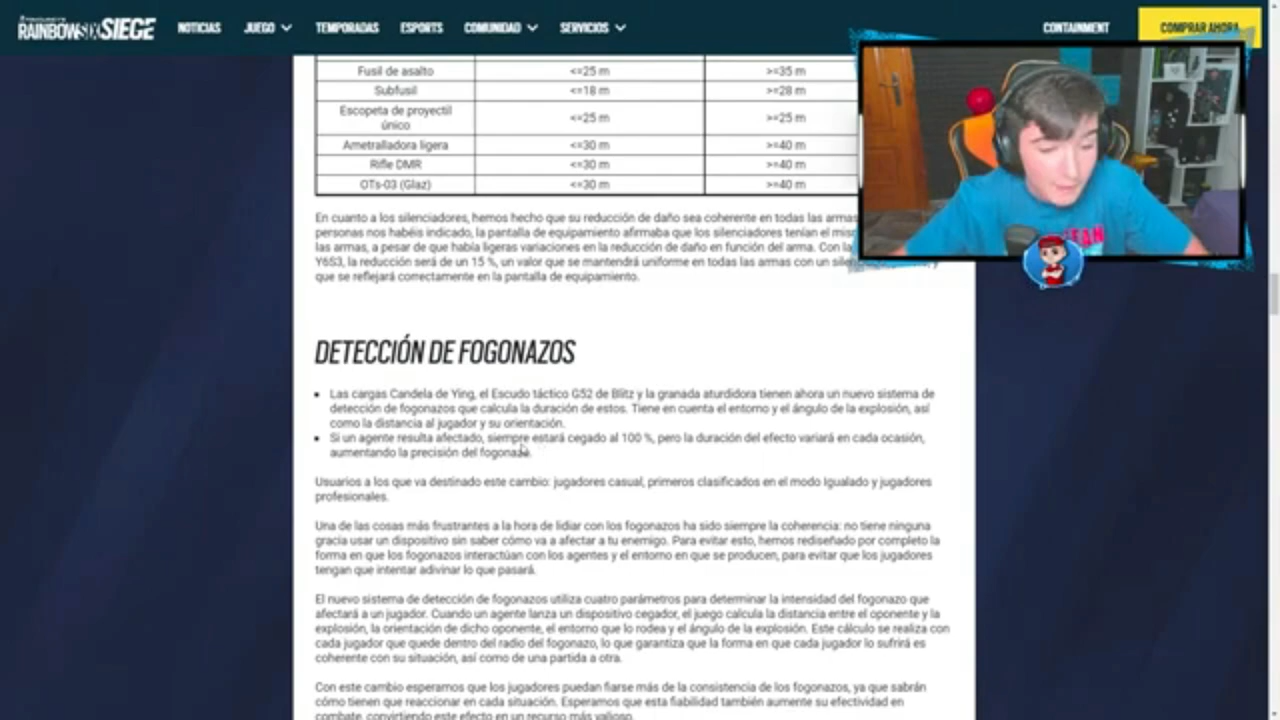 RAINBOWSIX SIEGE NOTICIAS JUEGO TEMPORADAS ESPORTS COMUNIDAD SERVICIOS CONTAINMENT COMPRAR AHORA
Fusil de asalto <=25 m >=35 m
Subfusil <=18 m >=28 m
Escopeta de proyectil
único <=25 m >=25 m
Ametralladora ligera <=30 m >=40 m
Rifle DMR <=30 m >=40 m
OTs-03 (Glaz) <=30 m >=40 m
En cuanto a los silenciadores, hemos hecho que su reducción de daño sea coherente en todas las armas
personas nos habéis indicado, la pantalla de equipamiento afirmaba que los silenciadores tenían el
las armas, a pesar de que había ligeras variaciones en la reducción de daño en función del arma. Con la
Y6S3, la reducción será de un 15 %, un valor que se mantendrá uniforme en todas las armas con un
que se reflejará correctamente en la pantalla de equipamiento.
DETECCIÓN DE FOGONAZOS
• Las cargas Candela de Ying, el Escudo táctico G52 de Blitz y la granada aturdidora tienen ahora un nuevo sistema de
detección de fogonazos que calcula la duración de estos. Tiene en cuenta el entorno y el ángulo de la explosión, así
como la distancia al jugador y su orientación.
• Si un agente resulta afectado, siempre estará cegado al 100 %, pero la duración del efecto variará en cada ocasión,
aumentando la precisión del fogonazo.
Usuarios a los que va destinado este cambio: jugadores casual, primeros clasificados en el modo Igualado y jugadores
profesionales.
Una de las cosas más frustrantes a la hora de lidiar con los fogonazos ha sido siempre la coherencia: no tiene ninguna
gracia usar un dispositivo sin saber cómo va a afectar a tu enemigo. Para evitar esto, hemos rediseñado por completo la
forma en que los fogonazos interactúan con los agentes y el entorno en que se producen, para evitar que los jugadores
tengan que intentar adivinar lo que pasará.
El nuevo sistema de detección de fogonazos utiliza cuatro parámetros para determinar la intensidad del fogonazo que
afectará a un jugador. Cuando un agente lanza un dispositivo cegador, el juego calcula la distancia entre el oponente y la
explosión, la orientación de dicho oponente, el entorno que lo rodea y el ángulo de la explosión. Este cálculo se realiza con
cada jugador que quede dentro del radio del fogonazo, lo que garantiza que la forma en que cada jugador lo sufrirá es
coherente con su situación, así como de una partida a otra.
Con este cambio esperamos que los jugadores puedan fiarse más de la consistencia de los fogonazos, ya que sabrán
cómo tienen que reaccionar en cada situación. Esperamos que esta fiabilidad también aumente su efectividad en
combate, convirtiendo este efecto en un recurso más valioso.